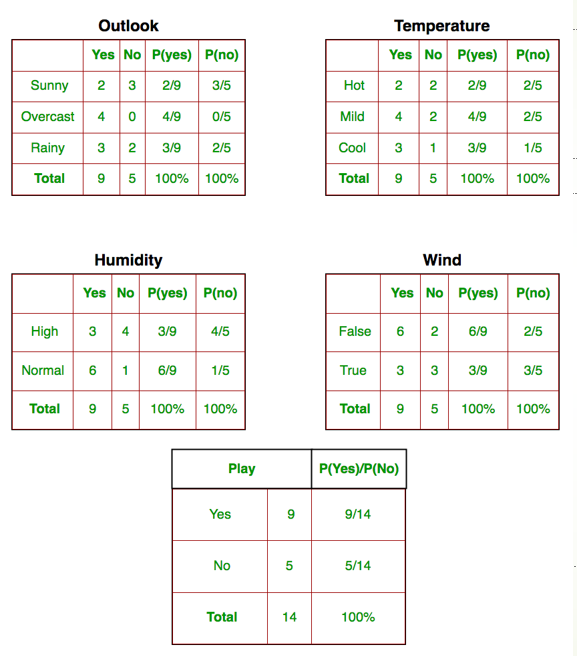 Outlook
Yes No P(yes) P(no)
Sunny 2 3 2/9 3/5
Overcast 4 0 4/9 0/5
Rainy 3 2 3/9 2/5
Total 9 5 100% 100%
Temperature
Yes No P(yes) P(no)
Hot 2 2 2/9 2/5
Mild 4 2 4/9 2/5
Cool 3 1 3/9 1/5
Total 9 5 100% 100%
Humidity
Yes No P(yes) P(no)
High 3 4 3/9 4/5
Normal 6 1 6/9 1/5
Total 9 5 100% 100%
Wind
Yes No P(yes) P(no)
False 6 2 6/9 2/5
True 3 3 3/9 3/5
Total 9 5 100% 100%
Play P(Yes)/P(No)
Yes 9 9/14
No 5 5/14
Total 14 100%